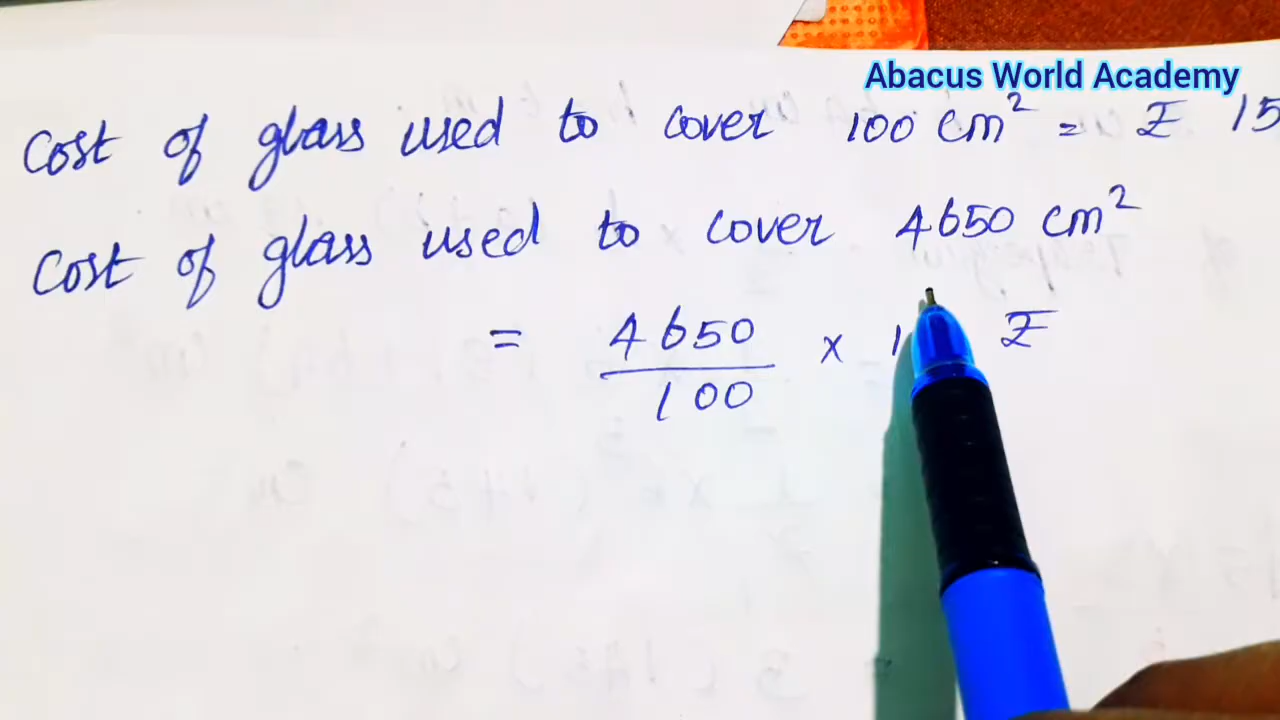 Abacus World Academy
Cost of glass used to cover 100 cm² = ₹ 15
Cost of glass used to cover 4650 cm²
= 4650/100 × 1 ₹